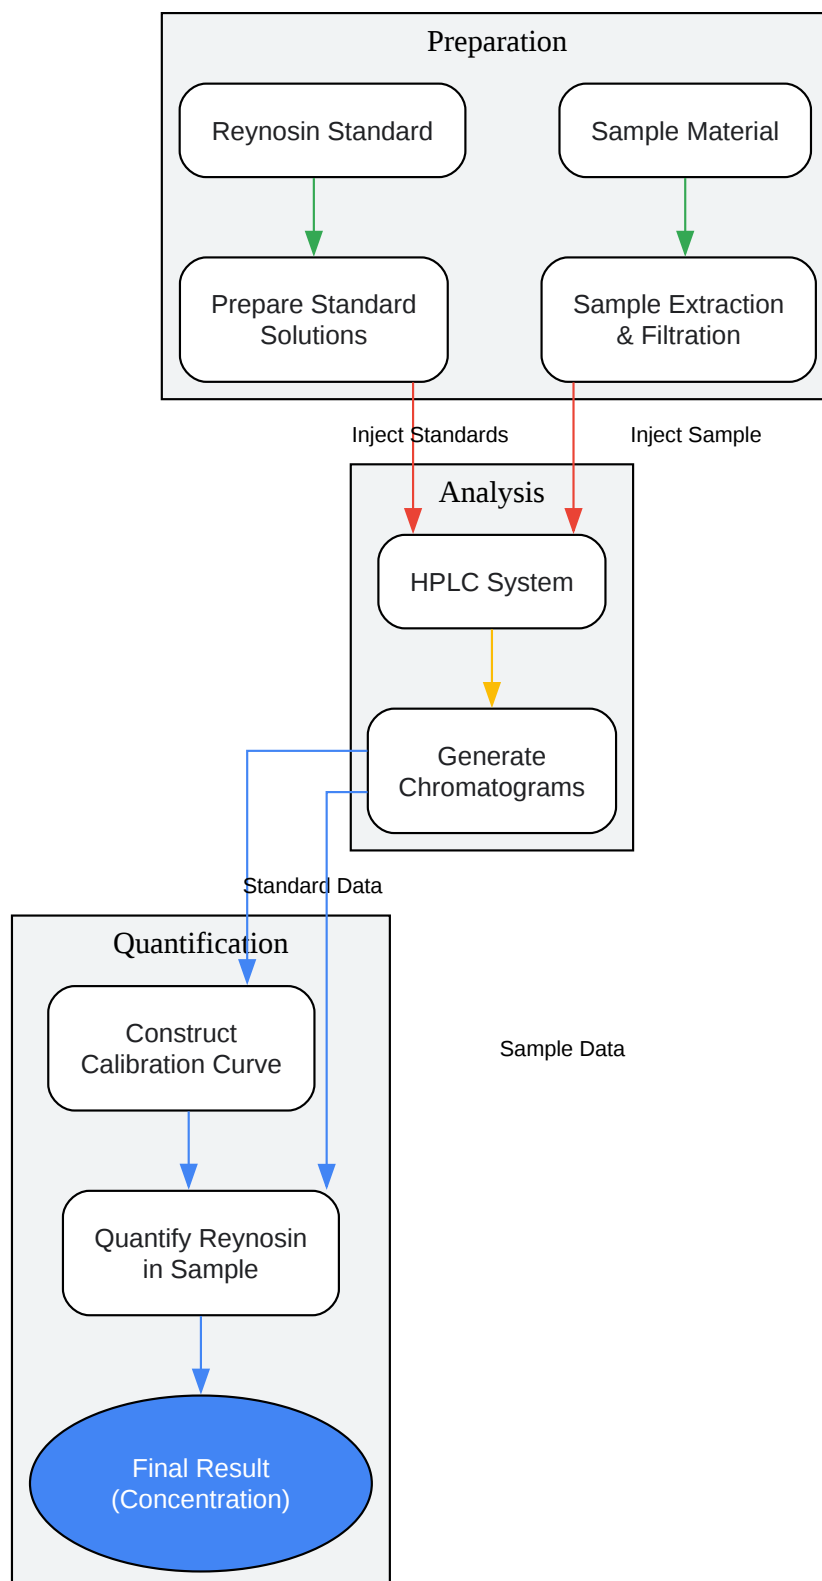 Preparation
Reynosin Standard
Sample Material
Prepare Standard
Solutions
Sample Extraction
& Filtration
Inject Standards
Inject Sample
Analysis
HPLC System
Generate
Chromatograms
Standard Data
Quantification
Construct
Calibration Curve
Sample Data
Quantify Reynosin
in Sample
Final Result
(Concentration)